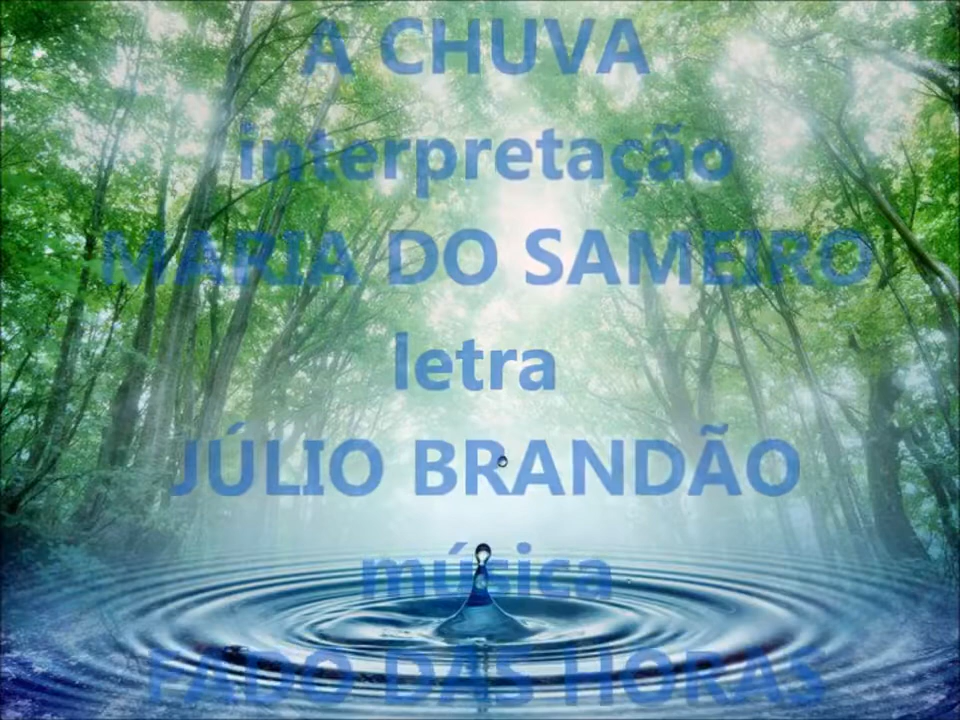 A CHUVA
interpretação
MARIA DO SAMEIRO
letra
JÚLIO BRANDÃO
música
FADO DAS HORAS